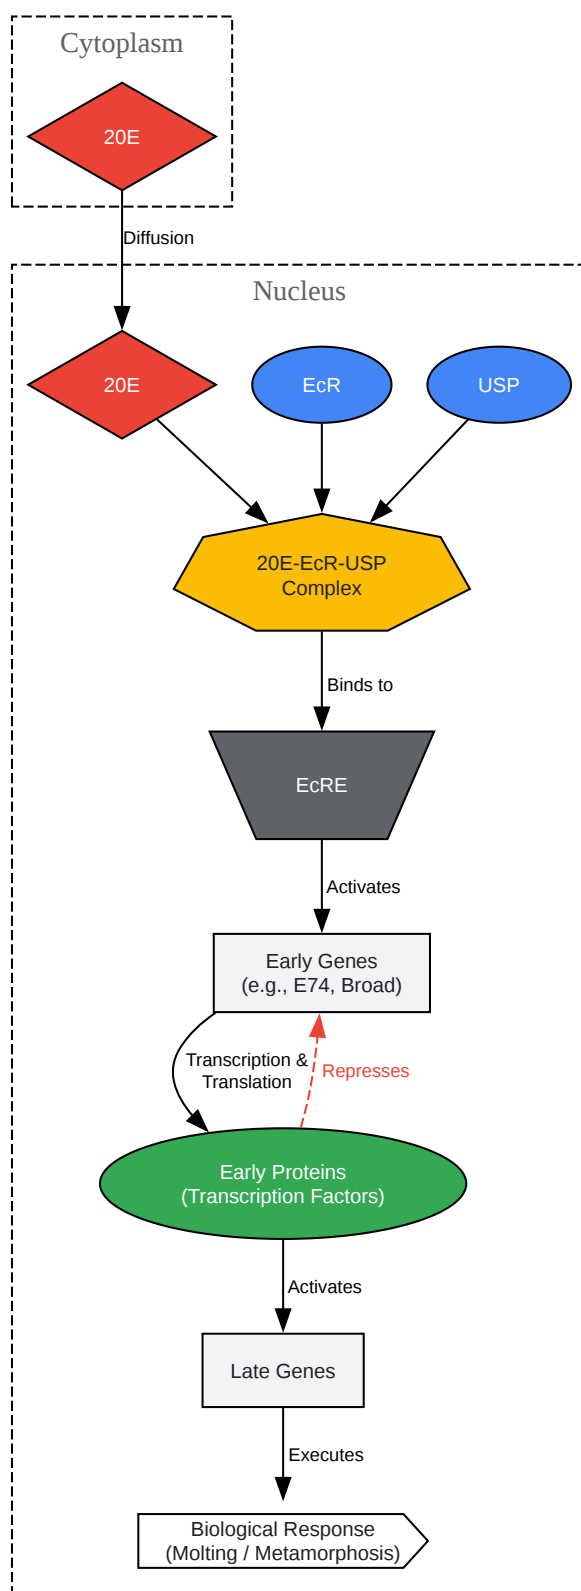 Cytoplasm
20E
Diffusion
Nucleus
20E
EcR
USP
20E-EcR-USP
Complex
Binds to
EcRE
Activates
Early Genes
(e.g., E74, Broad)
Transcription &
Translation
Represses
Early Proteins
(Transcription Factors)
Activates
Late Genes
Executes
Biological Response
(Molting / Metamorphosis)